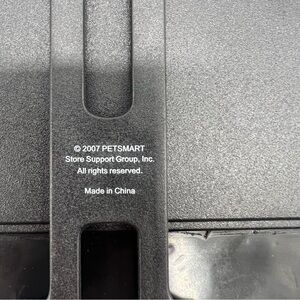 © 2007 PETSMART
Store Support Group, Inc.
All rights reserved.
Made in China